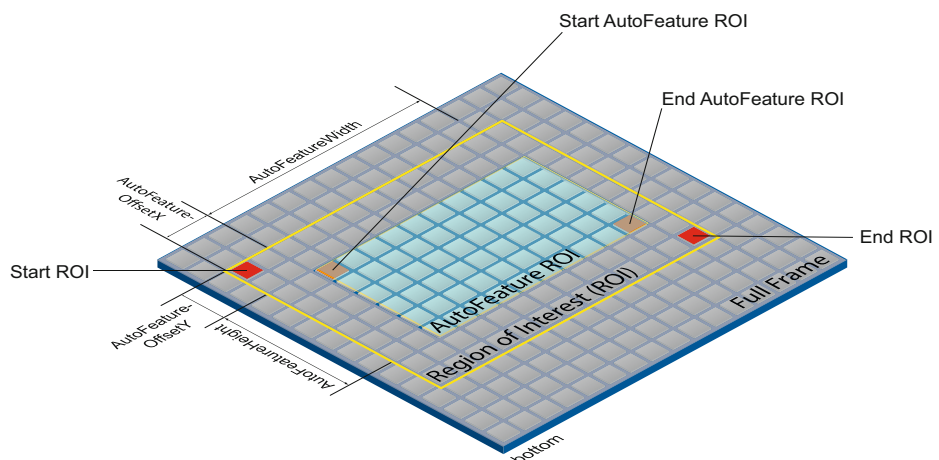 Start AutoFeature ROI
End AutoFeature ROI
AutoFeatureWidth
AutoFeature-
OffsetX
Start ROI
End ROI
AutoFeature-
OffsetY
AutoFeatureHeight
AutoFeature ROI
Region of Interest (ROI)
Full Frame
bottom